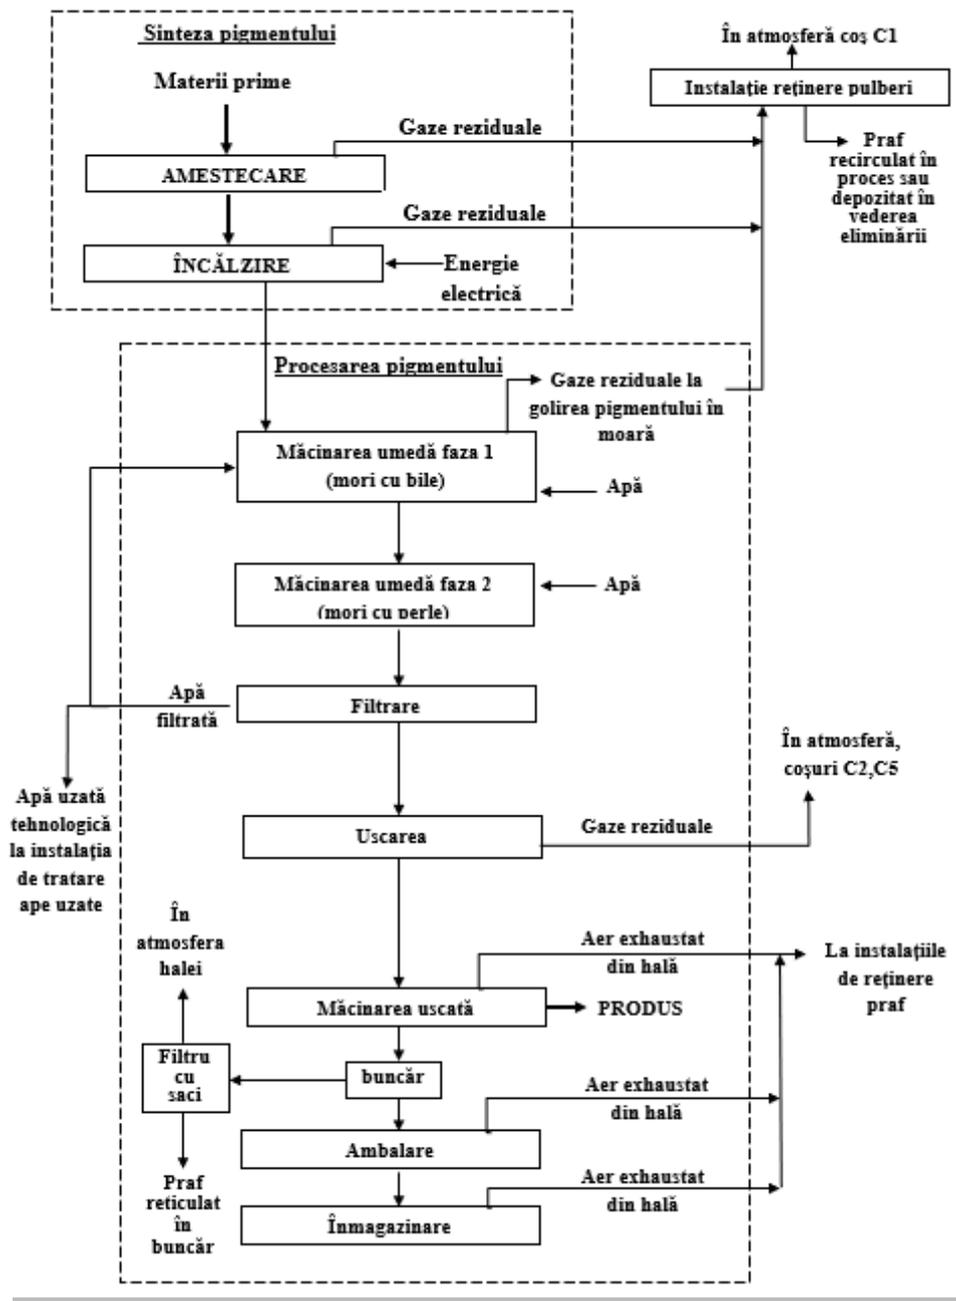 Sinteza pigmentului
Materii prime
Gaze reziduale
AMESTECARE
Gaze reziduale
ÎNCĂLZIRE
Energie
electrică
În atmosferă coș C1
Instalație reținere pulberi
Praf
recirculat în
proces sau
depozitat în
vederea
eliminării
Procesarea pigmentului
Gaze reziduale la
golirea pigmentului în
moară
Măcinarea umedă faza 1
(mori cu bile)
Apă
Măcinarea umedă faza 2
(mori cu perle)
Apă
Apă
filtrată
Filtrare
Apă uzată
tehnologică
la instalația
de tratare
ape uzate
În atmosferă,
coșuri C2,C5
Uscarea
Gaze reziduale
În
atmosfera
halei
Aer exhaustat
din hală
La instalațiile
de reținere
praf
Măcinarea uscată
PRODUS
Filtru
cu
saci
buncăr
Aer exhaustat
din hală
Ambalare
Praf
reticulat
în
buncăr
Aer exhaustat
din hală
Înmagazinare